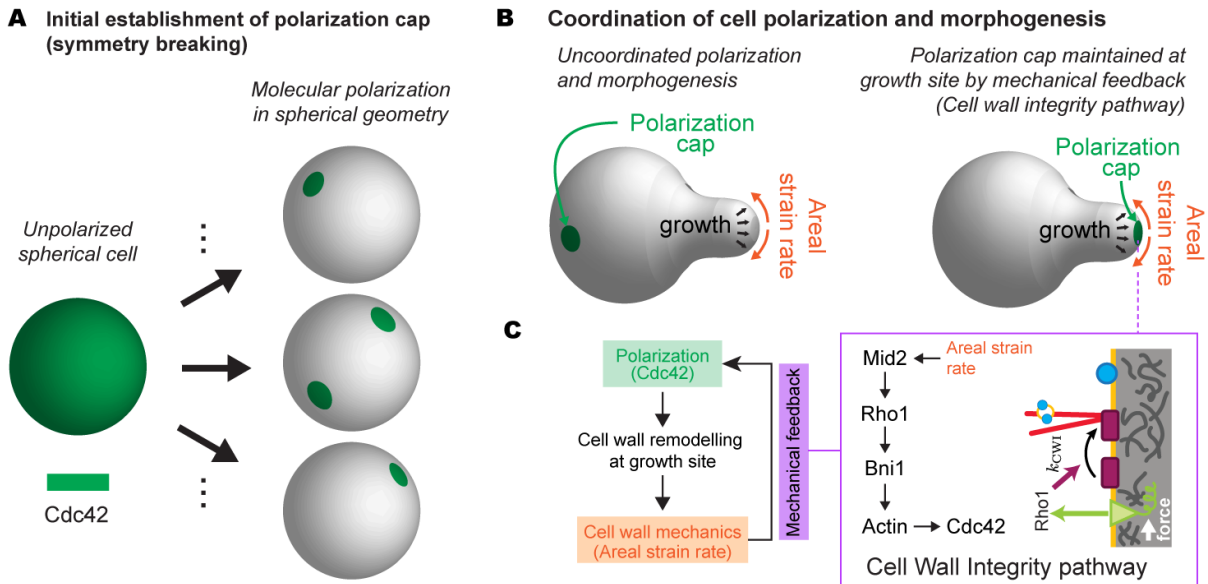 A Initial establishment of polarization cap
(symmetry breaking)
Molecular polarization
in spherical geometry
Unpolarized
spherical cell
Cdc42
B Coordination of cell polarization and morphogenesis
Uncoordinated polarization
and morphogenesis
Polarization
cap
growth
Areal
strain rate
Polarization cap maintained at
growth site by mechanical feedback
(Cell wall integrity pathway)
Polarization
cap
growth
Areal
strain rate
C
Polarization
(Cdc42)
Cell wall remodelling
at growth site
Cell wall mechanics
(Areal strain rate)
Mechanical feedback
Mid2
Areal strain
rate
Rho1
Bni1
Actin
Cdc42
kCWI
Rho1
force
Cell Wall Integrity pathway